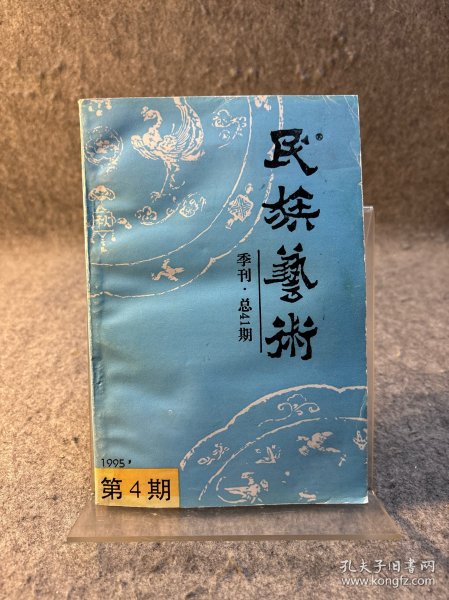 民族藝術
季刊·总41期
1995'
第4期
孔夫子旧书网
www.kongfz.com